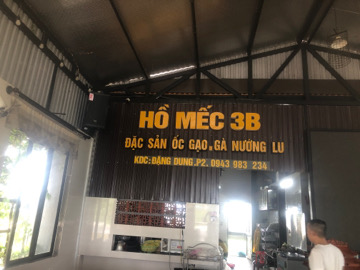 HỒ MẾC 3B
ĐẶC SẢN ỐC GẠO,GÀ NƯỚNG LU
KDC:ĐẶNG DUNG.P2. 0943 983 234